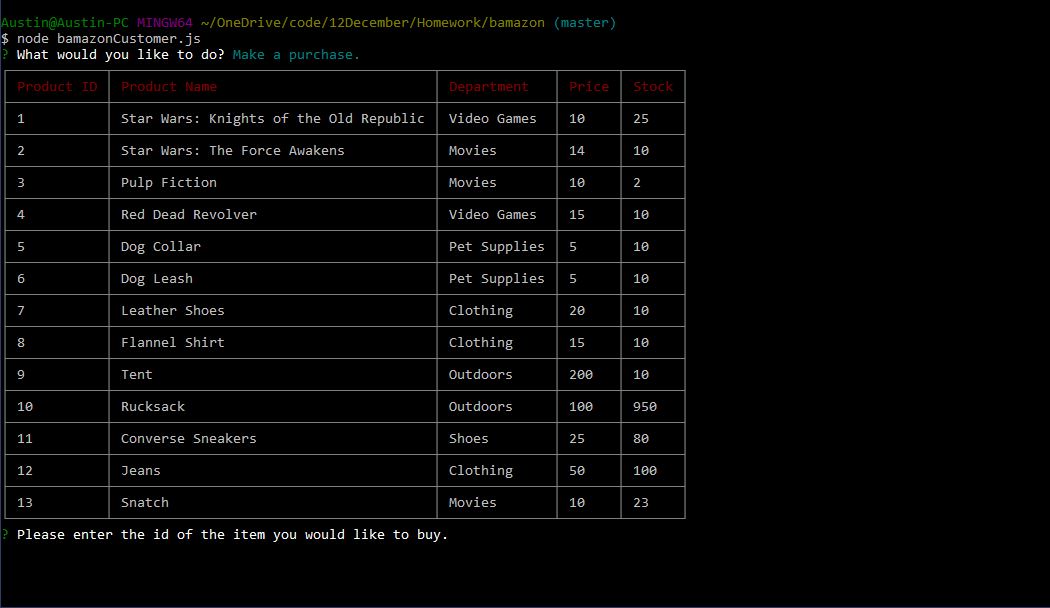 Austin@Austin-PC MINGW64 ~/OneDrive/code/12December/Homework/bamazon (master)
$ node bamazonCustomer.js
? What would you like to do? Make a purchase.
Product ID Product Name Department Price Stock
1 Star Wars: Knights of the Old Republic Video Games 10 25
2 Star Wars: The Force Awakens Movies 14 10
3 Pulp Fiction Movies 10 2
4 Red Dead Revolver Video Games 15 10
5 Dog Collar Pet Supplies 5 10
6 Dog Leash Pet Supplies 5 10
7 Leather Shoes Clothing 20 10
8 Flannel Shirt Clothing 15 10
9 Tent Outdoors 200 10
10 Rucksack Outdoors 100 950
11 Converse Sneakers Shoes 25 80
12 Jeans Clothing 50 100
13 Snatch Movies 10 23
? Please enter the id of the item you would like to buy.